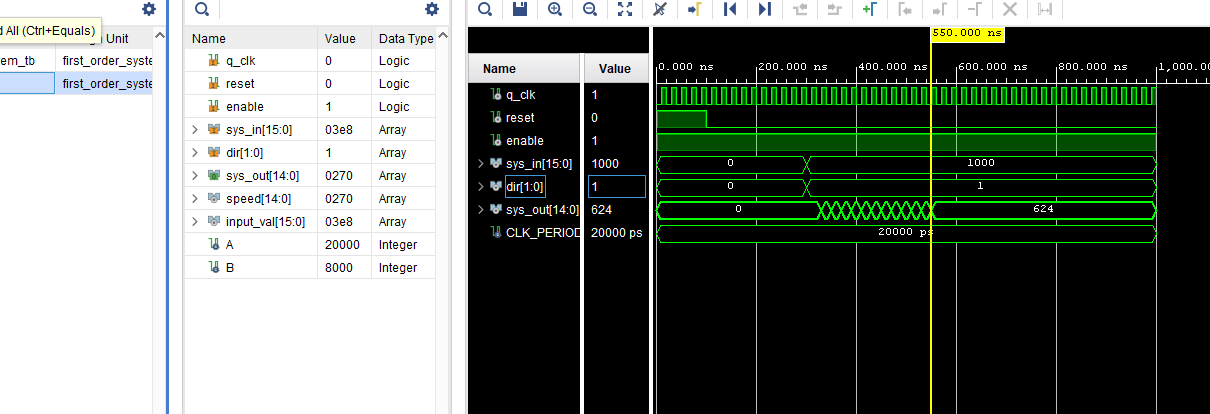 d All (Ctrl+Equals)
Unit
em_tb first_order_syste
first_order_syste
Name Value Data Type
q_clk 0 Logic
reset 0 Logic
enable 1 Logic
sys_in[15:0] 03e8 Array
dir[1:0] 1 Array
sys_out[14:0] 0270 Array
speed[14:0] 0270 Array
input_val[15:0] 03e8 Array
A 20000 Integer
B 8000 Integer
550.000 ns
Name Value
0.000 ns 200.000 ns 400.000 ns 600.000 ns 800.000 ns 1,000.0
q_clk 1
reset 0
enable 1
sys_in[15:0] 1000 0 1000
dir[1:0] 1 0 1
sys_out[14:0] 624 0 624
CLK_PERIOD 20000 ps 20000 ps